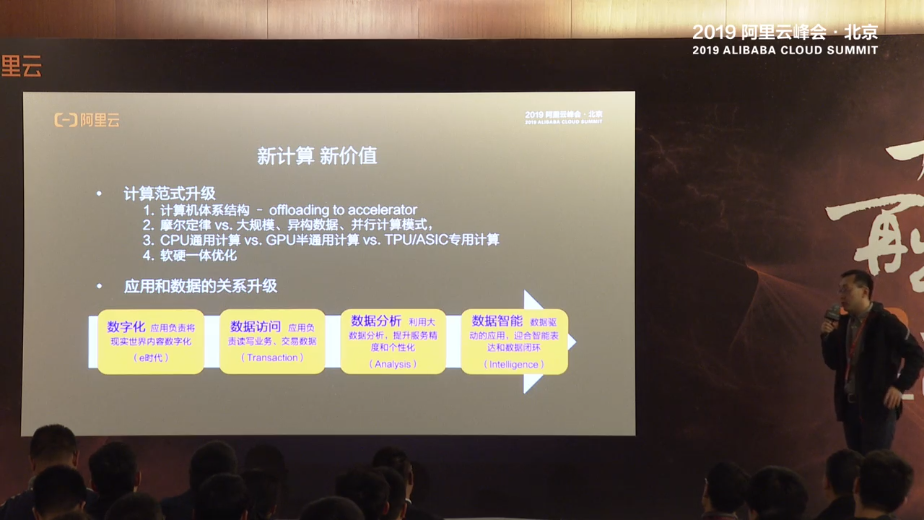 2019 阿里云峰会·北京
2019 ALIBABA CLOUD SUMMIT
里云
阿里云
2019 阿里云峰会·北京
2019 ALIBABA CLOUD SUMMIT
新计算 新价值
• 计算范式升级
1. 计算机体系结构 – offloading to accelerator
2. 摩尔定律 vs. 大规模、异构数据、并行计算模式,
3. CPU通用计算 vs. GPU半通用计算 vs. TPU/ASIC专用计算
4. 软硬一体优化
• 应用和数据的关系升级
数字化 应用负责将
现实世界内容数字化
(e时代)
数据访问 应用负
责读写业务、交易数据
(Transaction)
数据分析 利用大
数据分析,提升服务精
度和个性化
(Analysis)
数据智能 数据驱
动的应用,迎合智能表
达和数据闭环
(Intelligence)
再